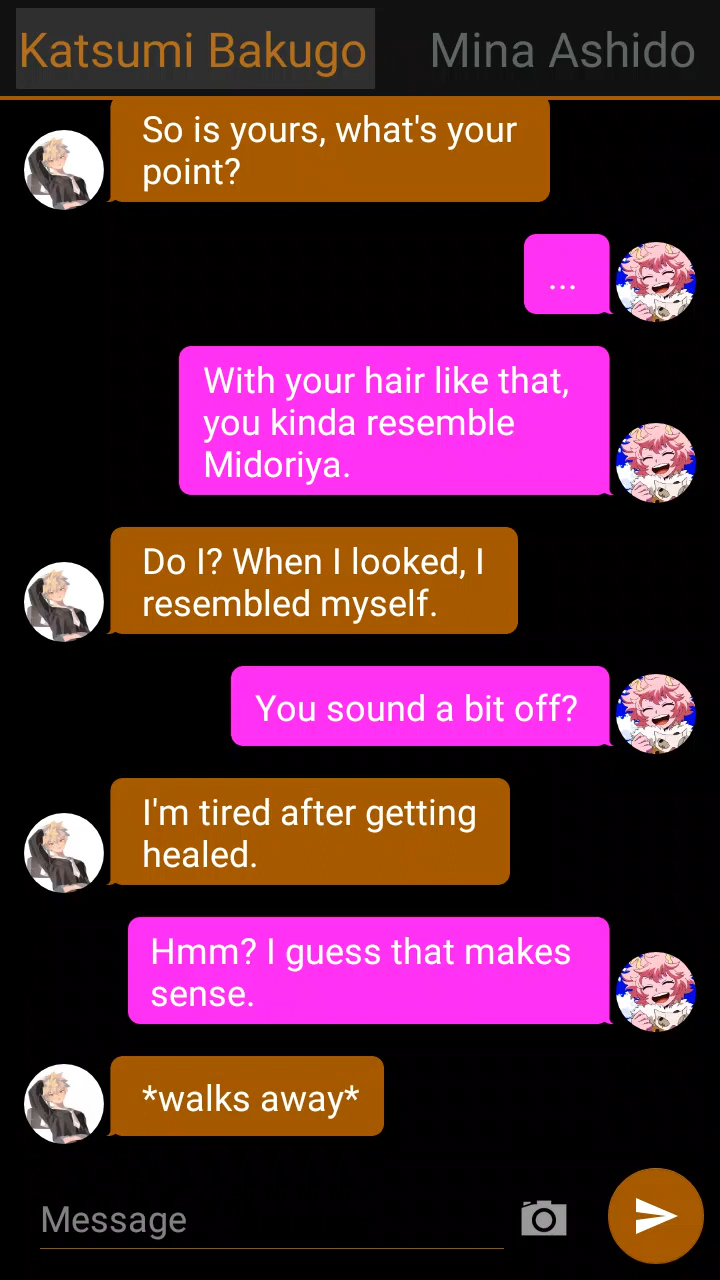 Katsumi Bakugo
Mina Ashido
So is yours, what's your
point?
...
With your hair like that,
you kinda resemble
Midoriya.
Do I? When I looked, I
resembled myself.
You sound a bit off?
I'm tired after getting
healed.
Hmm? I guess that makes
sense.
*walks away*
Message